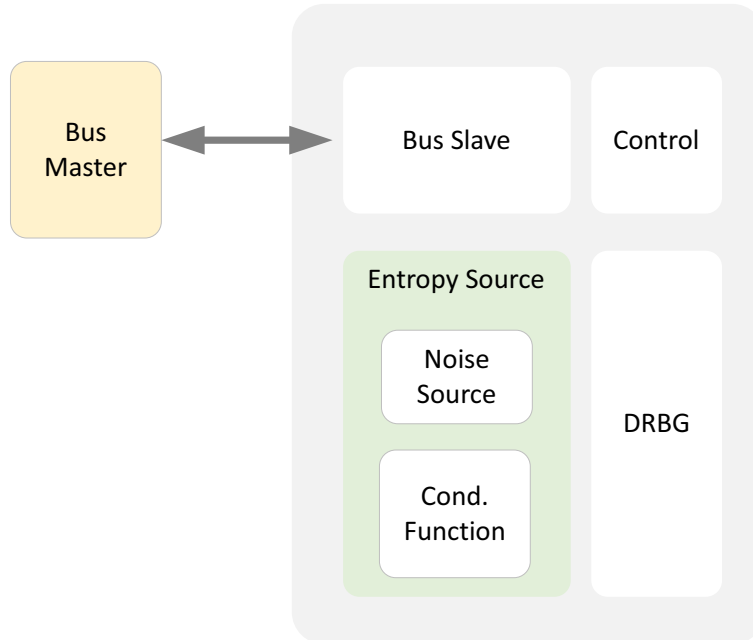 Bus
Master
Bus Slave
Control
Entropy Source
Noise
Source
Cond.
Function
DRBG